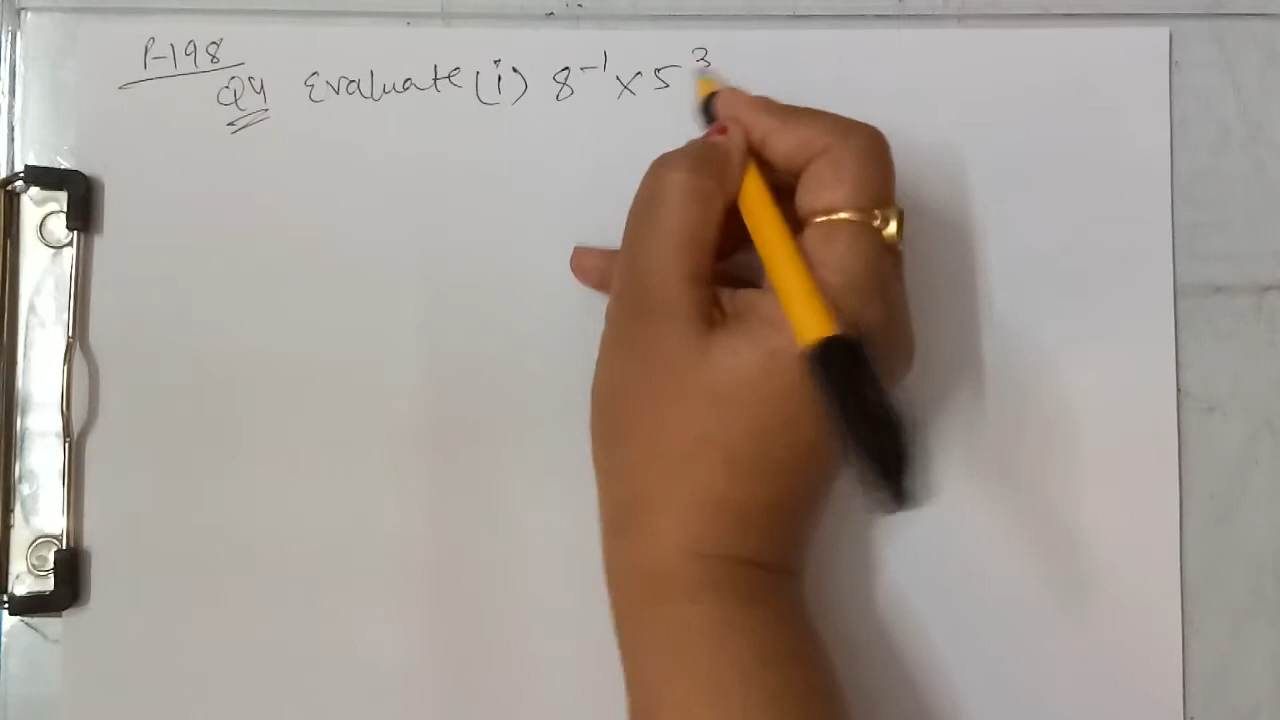 P-198
Q4 Evaluate (i) 8⁻¹ × 5³